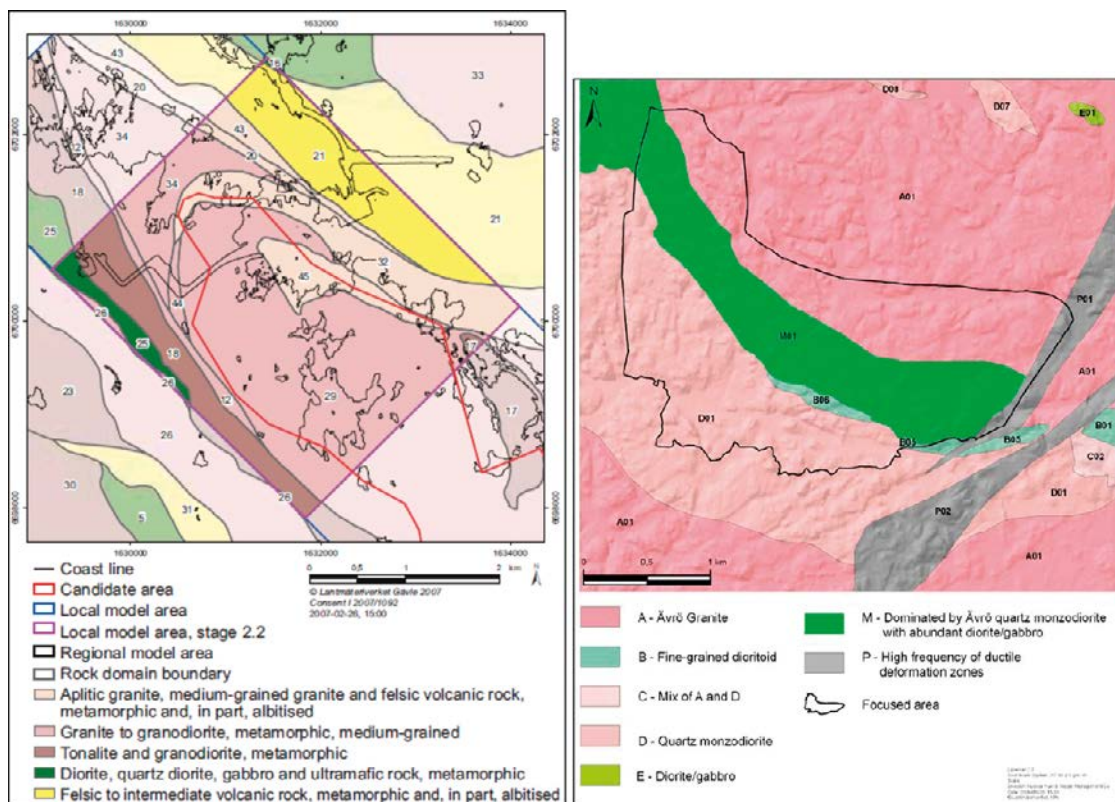 1630000 1632000 1634000
6702000
6700000
6698000
43
20
34
12
18
25
15
33
43
20
34
21
21
32
45
44
26
25
18
26
12
29
17
17
23
26
30
31
5
26
Coast line
Candidate area
Local model area
Local model area, stage 2.2
Regional model area
Rock domain boundary
Aplitic granite, medium-grained granite and felsic volcanic rock,
metamorphic and, in part, albitised
Granite to granodiorite, metamorphic, medium-grained
Tonalite and granodiorite, metamorphic
Diorite, quartz diorite, gabbro and ultramafic rock, metamorphic
Felsic to intermediate volcanic rock, metamorphic and, in part, albitised
0 0,5 1 2
km
N
© Lantmäteriverket Gävle 2007
Consent I 2007/1092
2007-02-26, 15:00
N
D08
D07
E01
A01
P01
M01
A01
B06
D01
B05
B05
B01
C02
D01
P02
A01
A01
0 0,5 1 km
A - Ävrö Granite
B - Fine-grained dioritoid
C - Mix of A and D
D - Quartz monzodiorite
E - Diorite/gabbro
M - Dominated by Ävrö quartz monzodiorite
with abundant diorite/gabbro
P - High frequency of ductile
deformation zones
Focused area